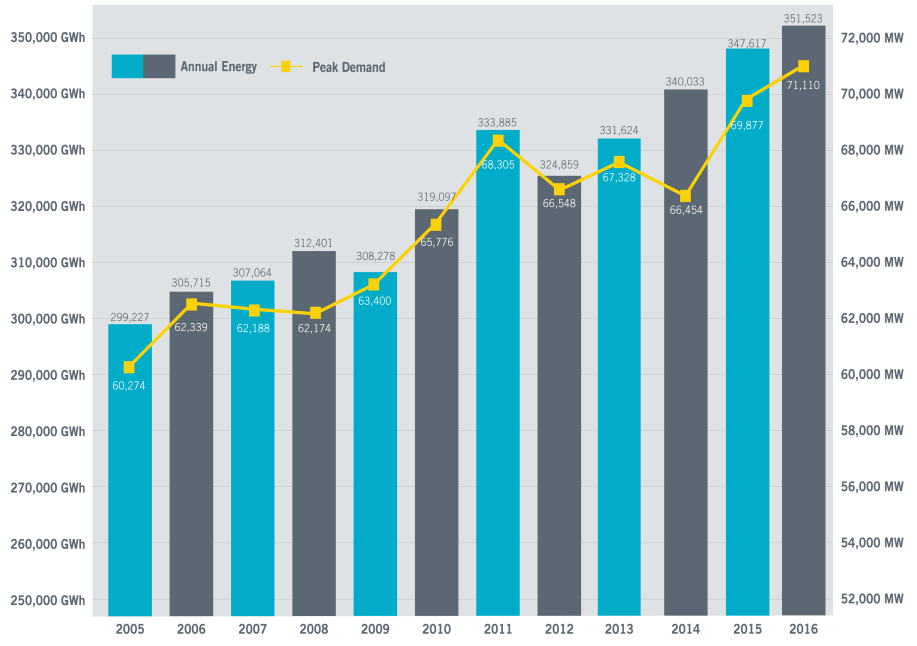 351,523
350,000 GWh
72,000 MW
347,617
Annual Energy
Peak Demand
340,033
71,110
340,000 GWh
70,000 MW
333,885
69,877
331,624
330,000 GWh
68,000 MW
324,859
68,305
67,328
319,097
320,000 GWh
66,548
66,454
66,000 MW
312,401
65,776
308,278
310,000 GWh
64,000 MW
307,064
305,715
63,400
299,227
300,000 GWh
62,339
62,188
62,174
62,000 MW
290,000 GWh
60,274
60,000 MW
280,000 GWh
58,000 MW
270,000 GWh
56,000 MW
260,000 GWh
54,000 MW
250,000 GWh
52,000 MW
2005 2006 2007 2008 2009 2010 2011 2012 2013 2014 2015 2016